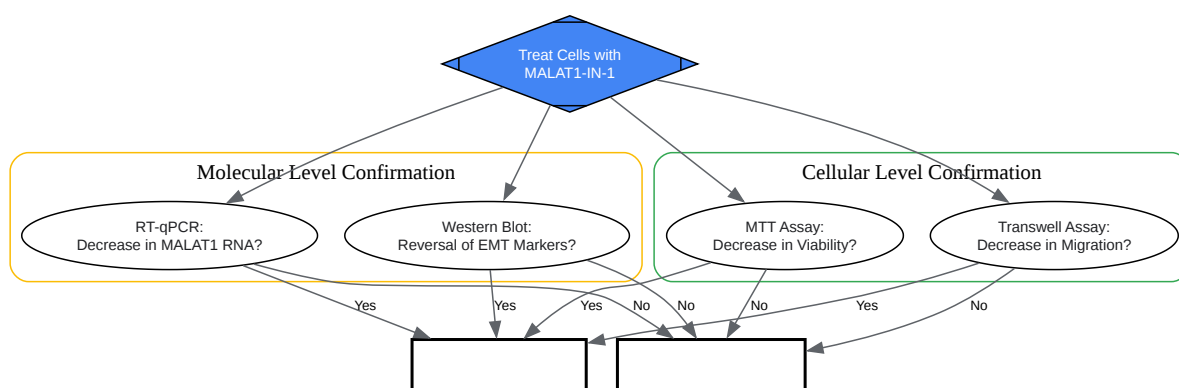 Treat Cells with
MALAT1-IN-1
Molecular Level Confirmation
Cellular Level Confirmation
RT-qPCR:
Decrease in MALAT1 RNA?
Western Blot:
Reversal of EMT Markers?
MTT Assay:
Decrease in Viability?
Transwell Assay:
Decrease in Migration?
Yes
Yes
Yes
No
No
No
Yes
No